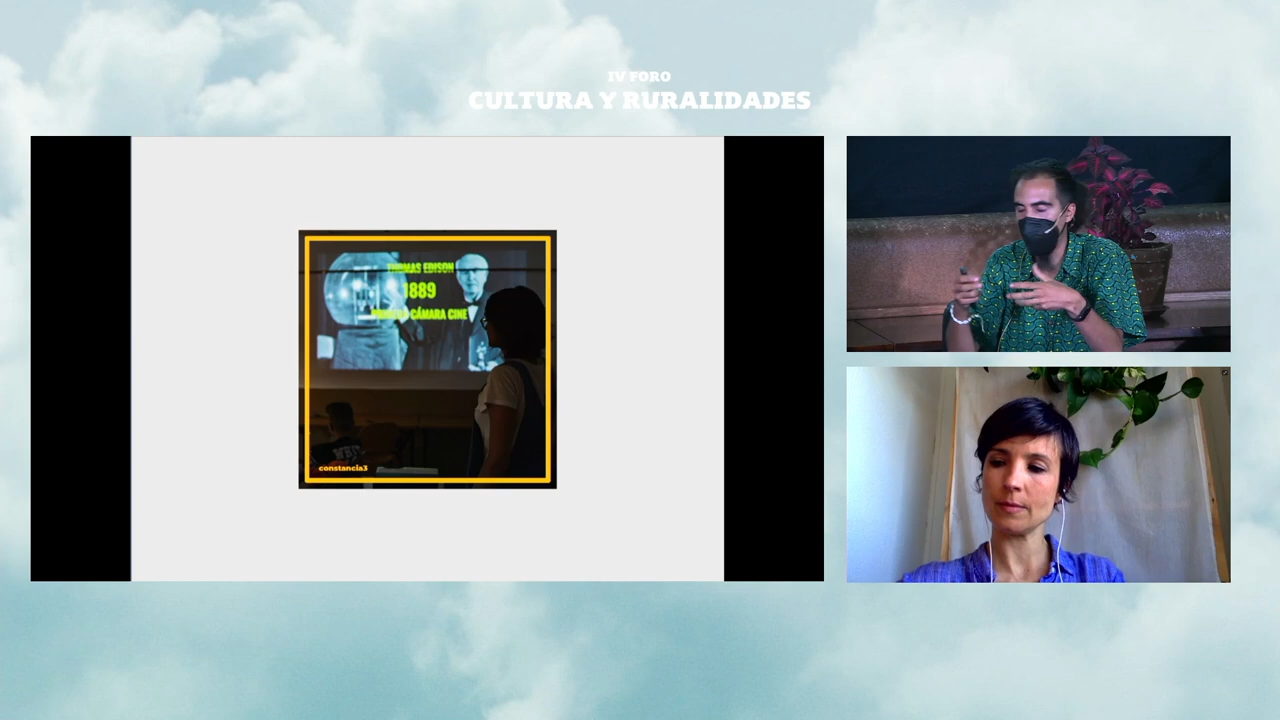 IV FORO
CULTURA Y RURALIDADES
THOMAS EDISON
1889
CÁMARA CINE
constancia3